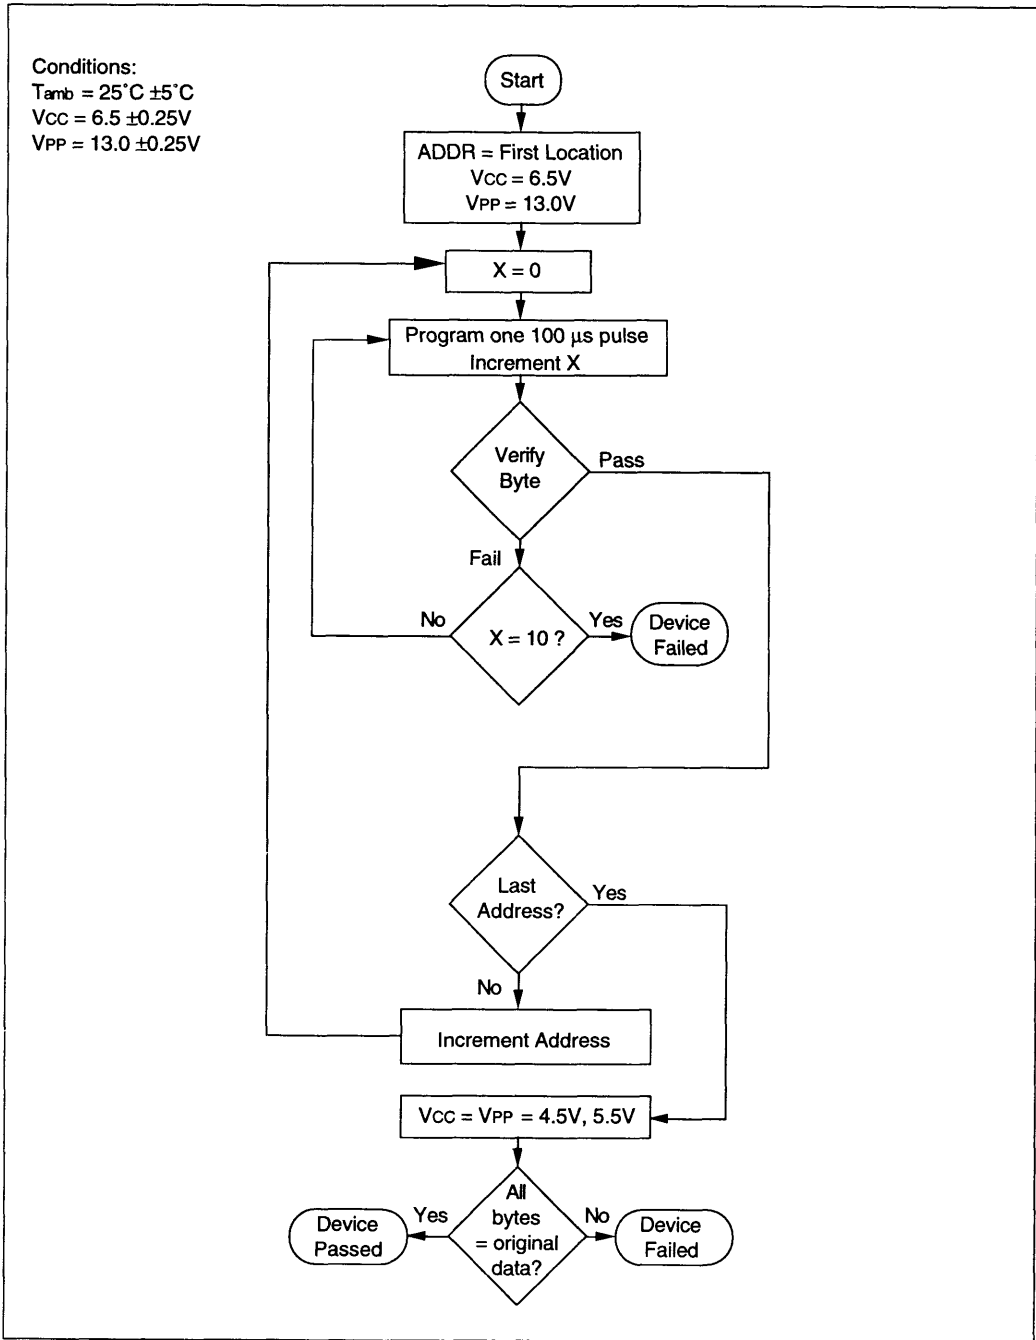 Conditions:
Tamb = 25˚C ±5˚C
VCC = 6.5 ±0.25V
VPP = 13.0 ±0.25V
Start
ADDR = First Location
VCC = 6.5V
VPP = 13.0V
X = 0
Program one 100 µs pulse
Increment X
Verify
Byte
Pass
Fail
X = 10 ?
No
Yes
Device
Failed
Last
Address?
Yes
No
Increment Address
VCC = VPP = 4.5V, 5.5V
All
bytes
= original
data?
Yes
No
Device
Passed
Device
Failed